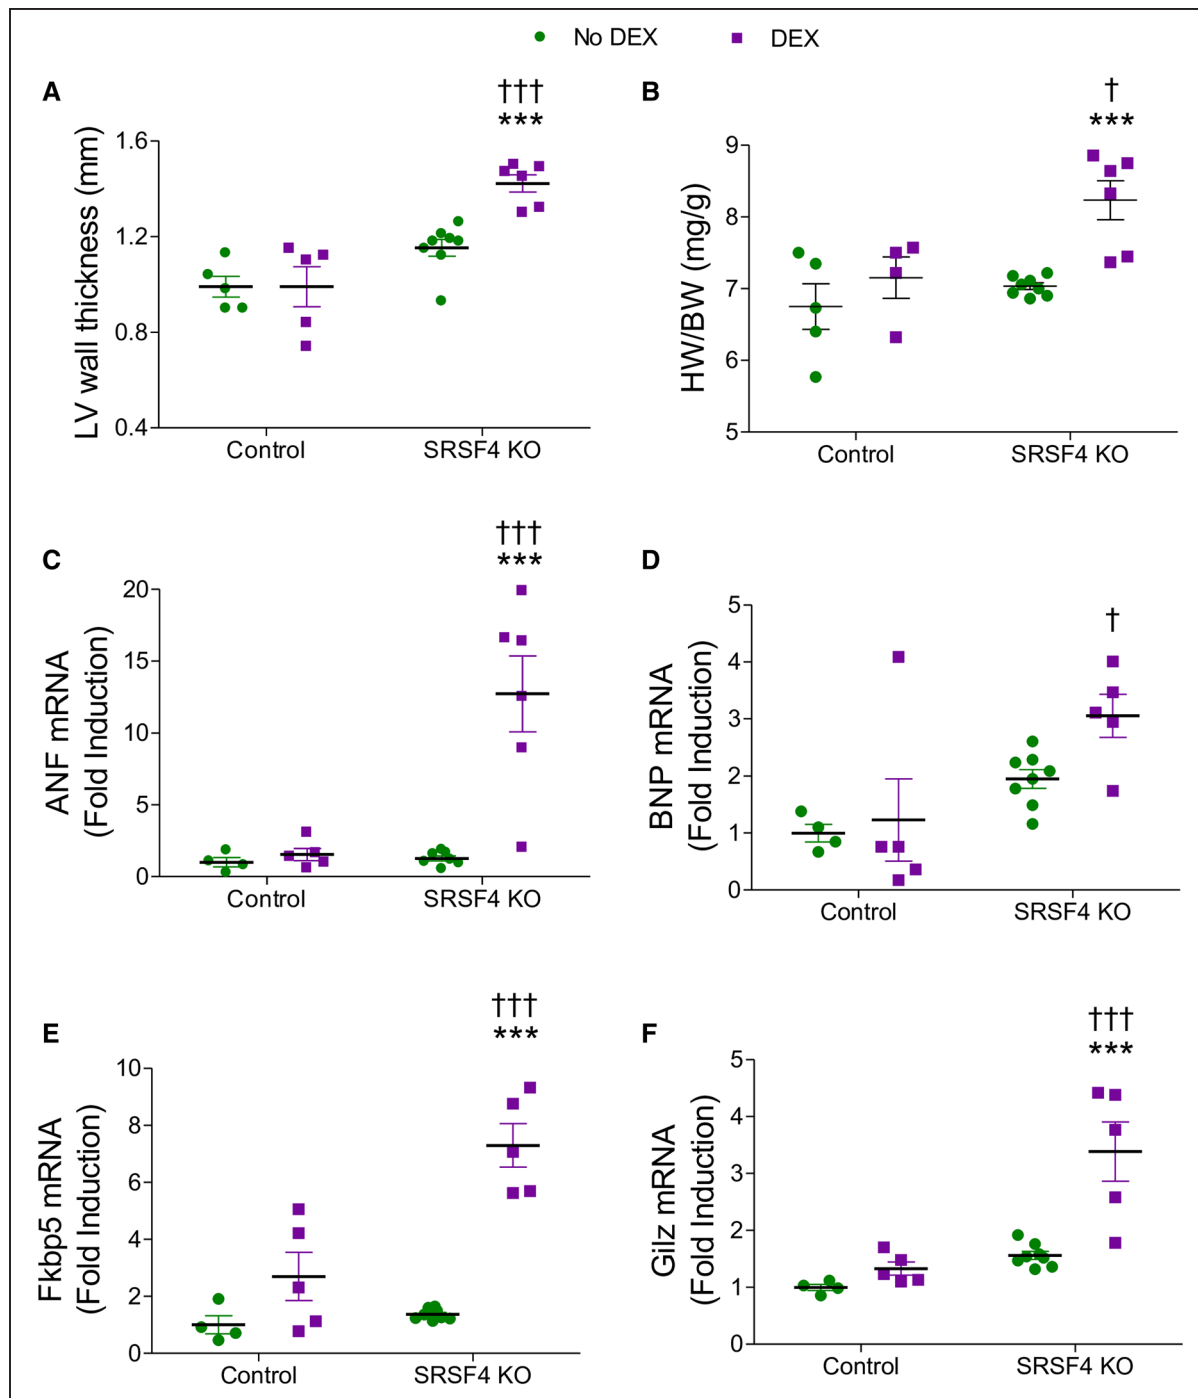 No DEX DEX
A
†††
***
LV wall thickness (mm)
1.6
1.2
0.8
0.4
Control SRSF4 KO
B
†
***
HW/BW (mg/g)
9
8
7
6
5
Control SRSF4 KO
C
†††
***
ANF mRNA
(Fold Induction)
20
15
10
5
0
Control SRSF4 KO
D
†
BNP mRNA
(Fold Induction)
5
4
3
2
1
0
Control SRSF4 KO
E
†††
***
Fkbp5 mRNA
(Fold Induction)
10
8
6
4
2
0
Control SRSF4 KO
F
†††
***
Gilz mRNA
(Fold Induction)
5
4
3
2
1
0
Control SRSF4 KO